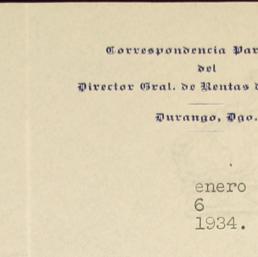 Correspondencia Par
del
Director Gral. de Rentas d
Durango, Dgo.
enero
6
1934.